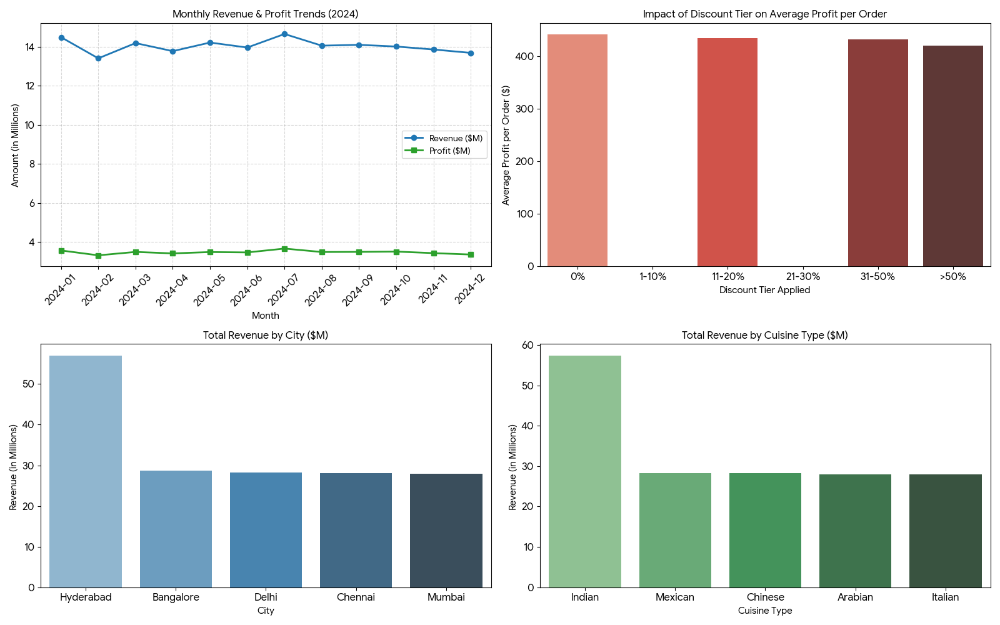 Monthly Revenue & Profit Trends (2024)
Amount (in Millions)
14
12
10
8
6
4
Revenue ($M)
Profit ($M)
2024-01
2024-02
2024-03
2024-04
2024-05
2024-06
2024-07
2024-08
2024-09
2024-10
2024-11
2024-12
Month
Impact of Discount Tier on Average Profit per Order
Average Profit per Order ($)
400
300
200
100
0
0%
1-10%
11-20%
21-30%
31-50%
>50%
Discount Tier Applied
Total Revenue by City ($M)
Revenue (in Millions)
50
40
30
20
10
0
Hyderabad
Bangalore
Delhi
Chennai
Mumbai
City
Total Revenue by Cuisine Type ($M)
Revenue (in Millions)
60
50
40
30
20
10
0
Indian
Mexican
Chinese
Arabian
Italian
Cuisine Type